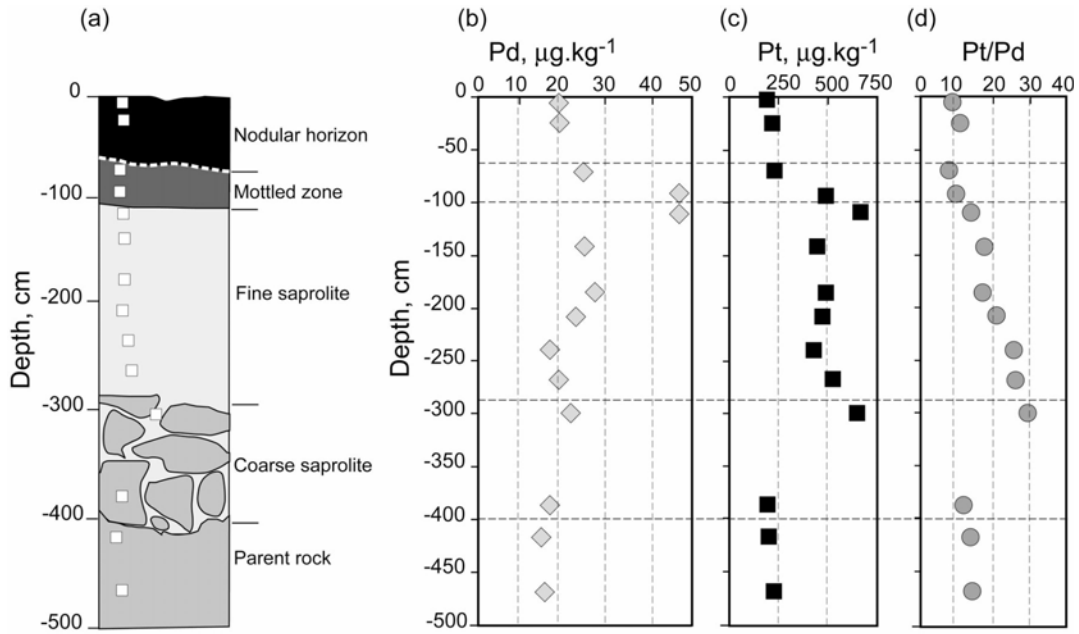 (a)
(b)
(c)
(d)
Pd, µg.kg-1
Pt, µg.kg-1
Pt/Pd
0 10 20 30 40 50
0 250 500 750
0 10 20 30 40
Depth, cm
0
-100
-200
-300
-400
-500
Nodular horizon
Mottled zone
Fine saprolite
Coarse saprolite
Parent rock
Depth, cm
0
-50
-100
-150
-200
-250
-300
-350
-400
-450
-500